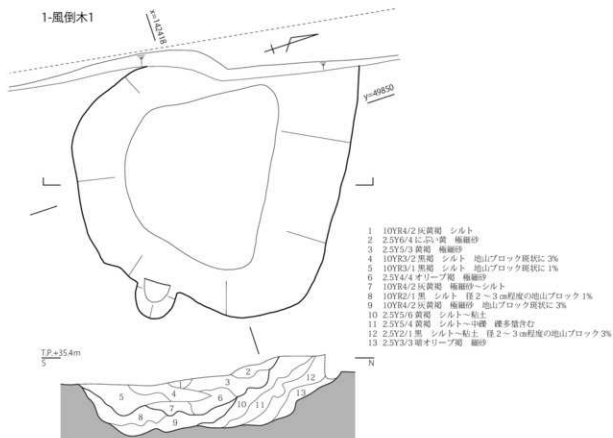 1-風倒木1
x=142418
y=49850
1 10YR4/2 灰黄褐 シルト
2 2.5Y6/4 にぶい黄 極細砂
3 2.5Y5/3 黄褐 極細砂
4 10YR3/2 黒褐 シルト 地山ブロック斑状に 3%
5 10YR3/1 黒褐 シルト 地山ブロック斑状に 1%
6 2.5Y4/4 オリーブ褐 極細砂
7 10YR4/2 灰黄褐 極細砂～シルト
8 10YR2/1 黒 シルト 径 2 ～ 3 ㎝程度の地山ブロック 1%
9 10YR4/2 灰黄褐 極細砂 地山ブロック斑状に 3%
10 2.5Y5/6 黄褐 シルト～粘土
11 2.5Y5/4 黄褐 シルト～中礫 礫多量含む
12 2.5Y2/1 黒 シルト～粘土 径 2 ～ 3 ㎝程度の地山ブロック 3%
13 2.5Y3/3 暗オリーブ褐 細砂
T.P.+35.4m
S
N
2
3
12
4
5
6
13
7
10
11
8
9